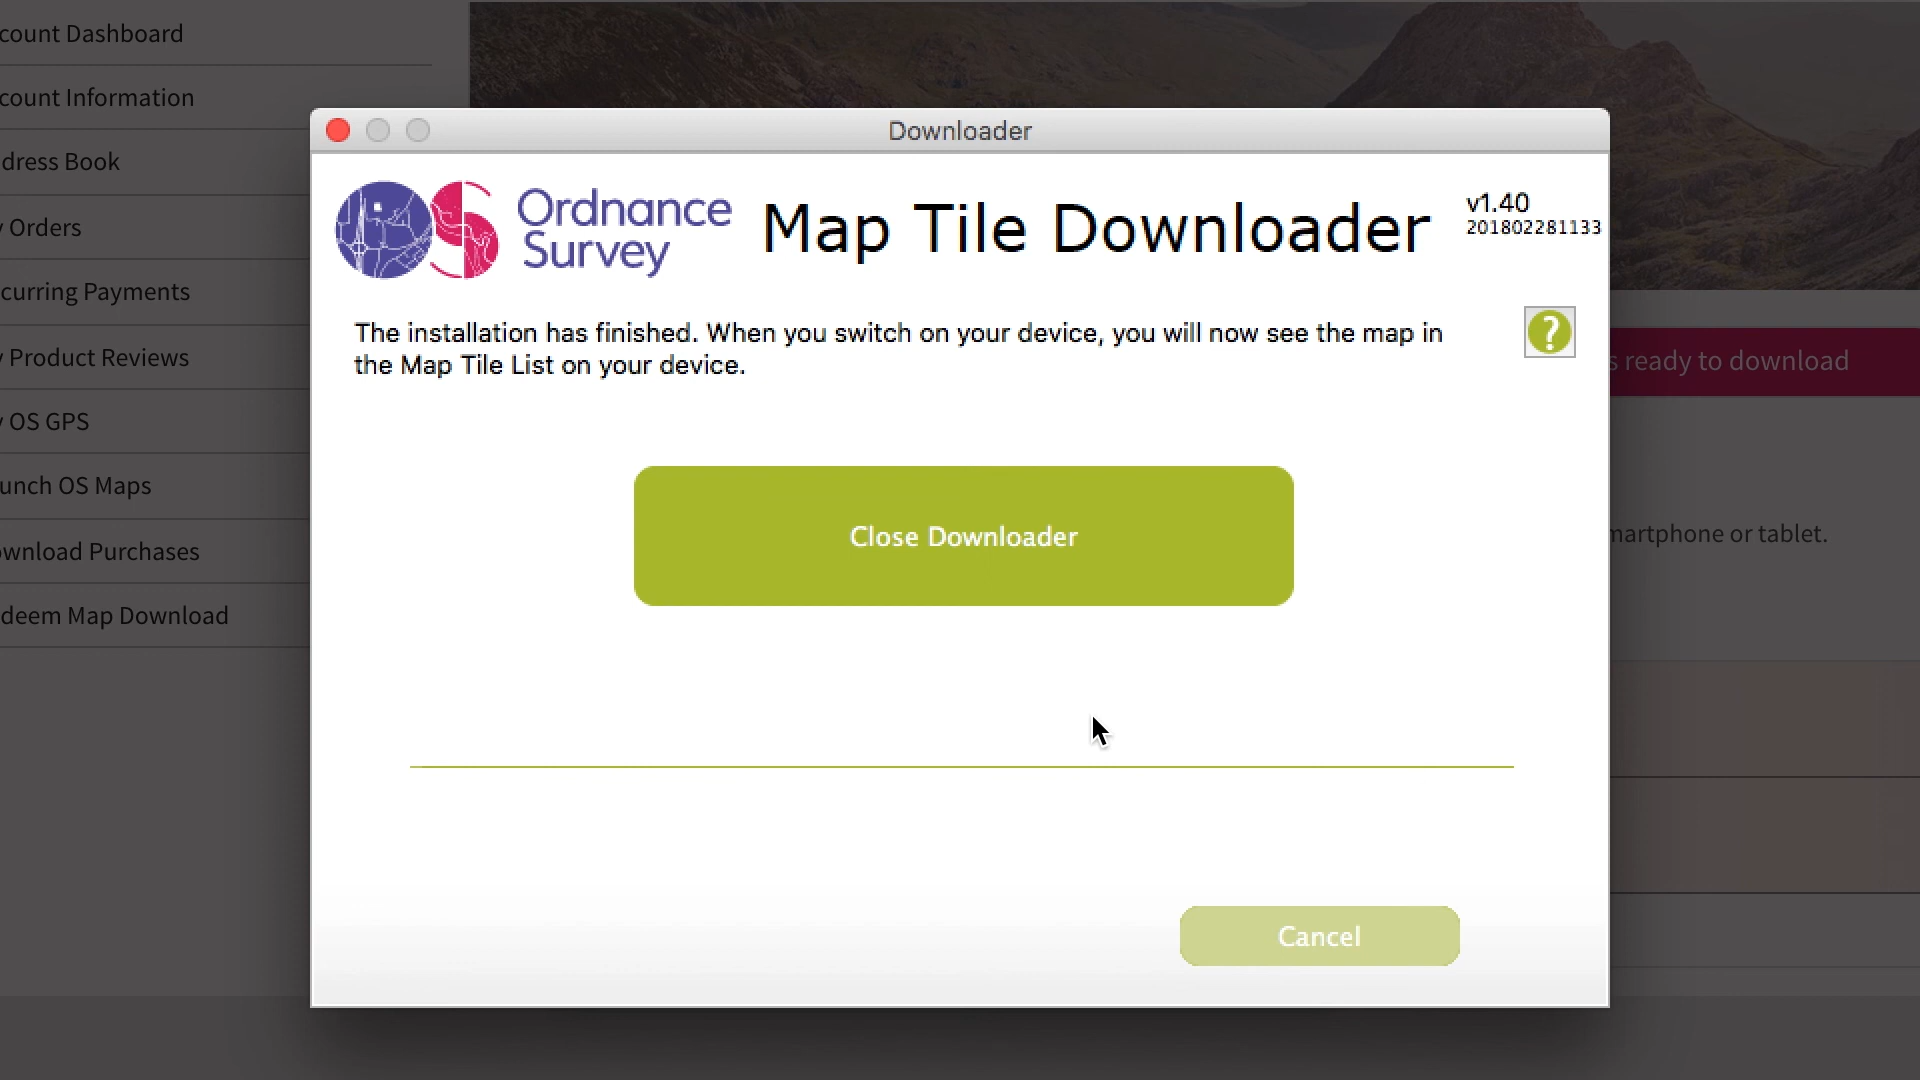 count Dashboard
count Information
dress Book
Orders
curring Payments
Product Reviews
OS GPS
unch OS Maps
ownload Purchases
deem Map Download
Downloader
Ordnance
Survey
Map Tile Downloader
v1.40
201802281133
The installation has finished. When you switch on your device, you will now see the map in
the Map Tile List on your device.
?
s ready to download
Close Downloader
martphone or tablet.
Cancel